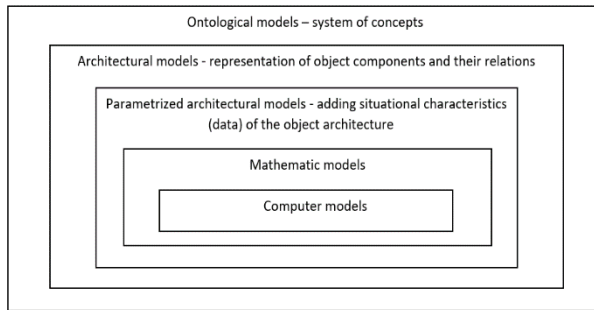 Ontological models – system of concepts
Architectural models - representation of object components and their relations
Parametrized architectural models - adding situational characteristics
(data) of the object architecture
Mathematic models
Computer models